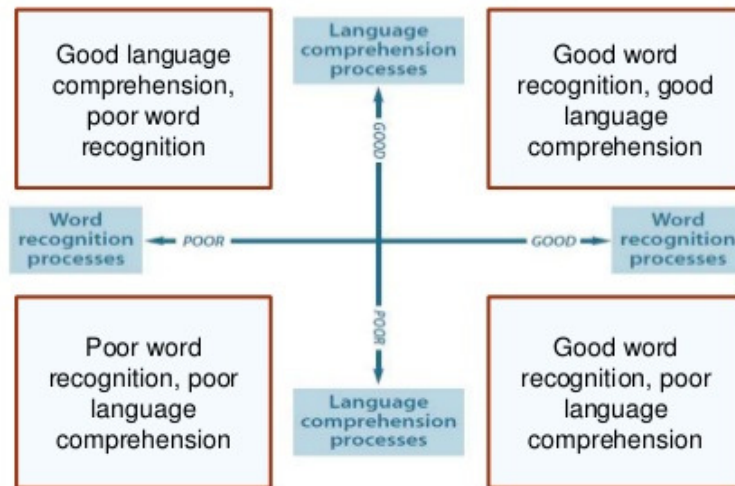 Good language
comprehension,
poor word
recognition
Language
comprehension
processes
Good word
recognition, good
language
comprehension
GOOD
Word
recognition
processes
POOR
GOOD
Word
recognition
processes
POOR
Poor word
recognition, poor
language
comprehension
Language
comprehension
processes
Good word
recognition, poor
language
comprehension